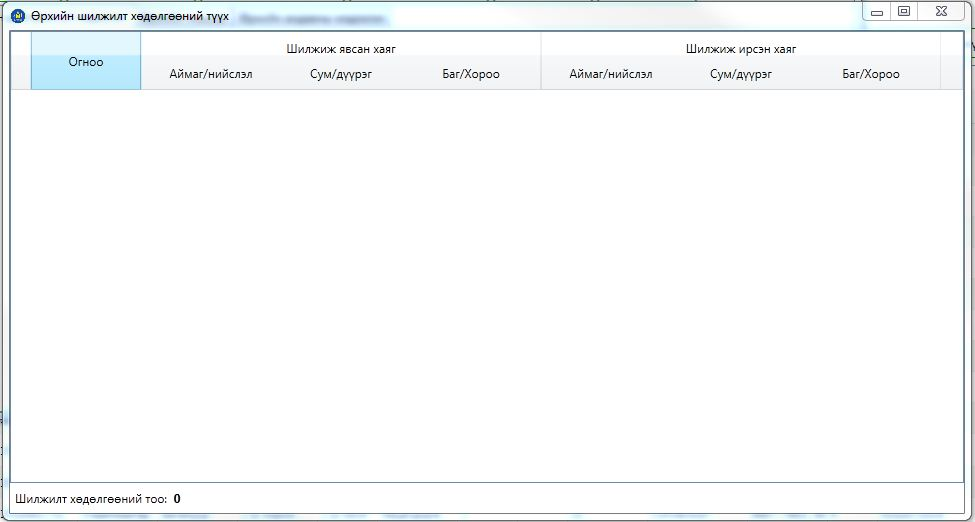 Өрхийн шилжилт хөдөлгөөний түүх
Огноо
Шилжиж явсан хаяг
Шилжиж ирсэн хаяг
Аймаг/нийслэл Сум/дүүрэг Баг/Хороо
Аймаг/нийслэл Сум/дүүрэг Баг/Хороо
Шилжилт хөдөлгөөний тоо: 0